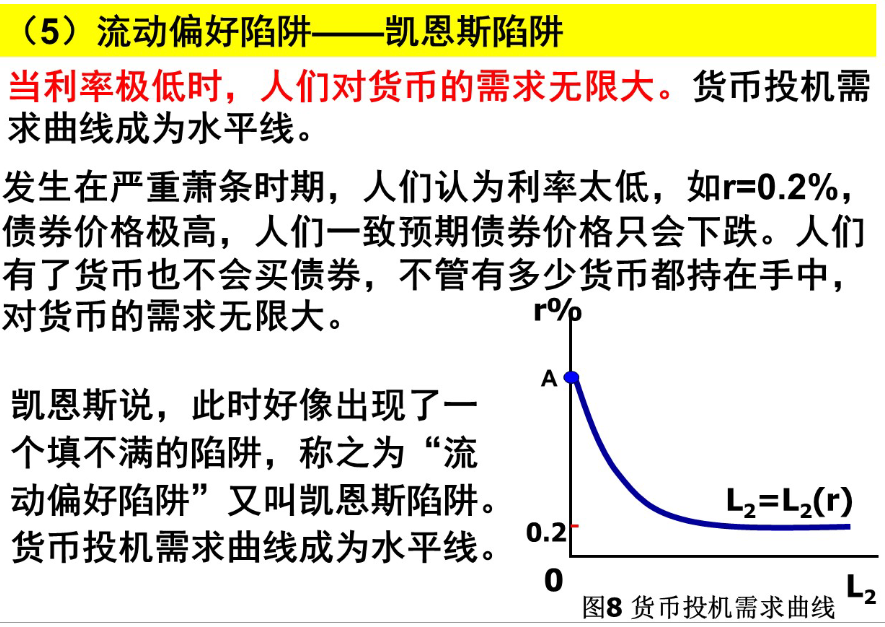 （5）流动偏好陷阱——凯恩斯陷阱
当利率极低时，人们对货币的需求无限大。货币投机需
求曲线成为水平线。
发生在严重萧条时期，人们认为利率太低，如r=0.2%，
债券价格极高，人们一致预期债券价格只会下跌。人们
有了货币也不会买债券，不管有多少货币都持在手中，
对货币的需求无限大。
r%
A
凯恩斯说，此时好像出现了一
个填不满的陷阱，称之为“流
动偏好陷阱”又叫凯恩斯陷阱。
货币投机需求曲线成为水平线。
L₂=L₂(r)
0.2
0
L₂
图8 货币投机需求曲线